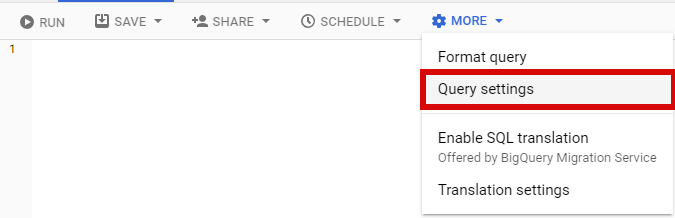 RUN SAVE SHARE SCHEDULE MORE
1
Format query
Query settings
Enable SQL translation
Offered by BigQuery Migration Service
Translation settings